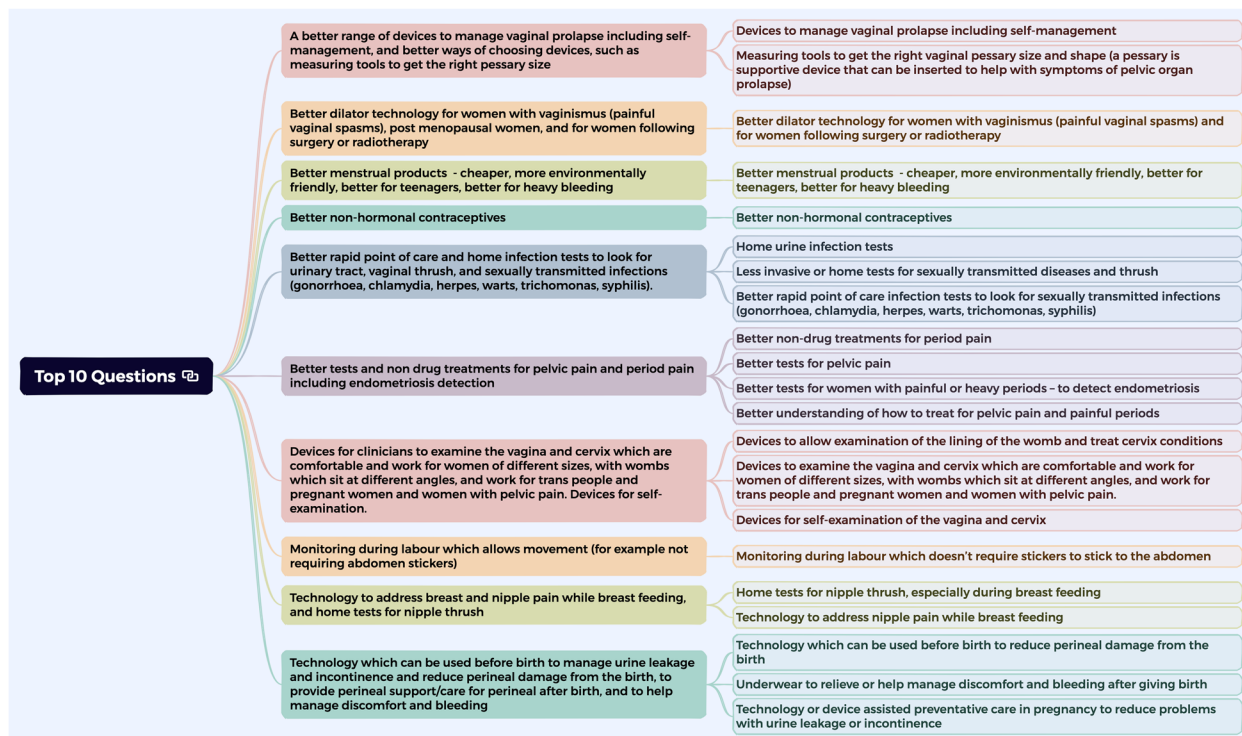 A better range of devices to manage vaginal prolapse including self-
management, and better ways of choosing devices, such as
measuring tools to get the right pessary size
Devices to manage vaginal prolapse including self-management
Measuring tools to get the right vaginal pessary size and shape (a pessary is
supportive device that can be inserted to help with symptoms of pelvic organ
prolapse)
Better dilator technology for women with vaginismus (painful
vaginal spasms), post menopausal women, and for women following
surgery or radiotherapy
Better dilator technology for women with vaginismus (painful vaginal spasms) and
for women following surgery or radiotherapy
Better menstrual products  - cheaper, more environmentally
friendly, better for teenagers, better for heavy bleeding
Better menstrual products  - cheaper, more environmentally friendly, better for
teenagers, better for heavy bleeding
Better non-hormonal contraceptives
Better non-hormonal contraceptives
Better rapid point of care and home infection tests to look for
urinary tract, vaginal thrush, and sexually transmitted infections
(gonorrhoea, chlamydia, herpes, warts, trichomonas, syphilis).
Home urine infection tests
Less invasive or home tests for sexually transmitted diseases and thrush
Better rapid point of care infection tests to look for sexually transmitted infections
(gonorrhoea, chlamydia, herpes, warts, trichomonas, syphilis)
Top 10 Questions
Better tests and non drug treatments for pelvic pain and period pain
including endometriosis detection
Better non-drug treatments for period pain
Better tests for pelvic pain
Better tests for women with painful or heavy periods – to detect endometriosis
Better understanding of how to treat for pelvic pain and painful periods
Devices for clinicians to examine the vagina and cervix which are
comfortable and work for women of different sizes, with wombs
which sit at different angles, and work for trans people and
pregnant women and women with pelvic pain. Devices for self-
examination.
Devices to allow examination of the lining of the womb and treat cervix conditions
Devices to examine the vagina and cervix which are comfortable and work for
women of different sizes, with wombs which sit at different angles, and work for
trans people and pregnant women and women with pelvic pain.
Devices for self-examination of the vagina and cervix
Monitoring during labour which allows movement (for example not
requiring abdomen stickers)
Monitoring during labour which doesn't require stickers to stick to the abdomen
Technology to address breast and nipple pain while breast feeding,
and home tests for nipple thrush
Home tests for nipple thrush, especially during breast feeding
Technology to address nipple pain while breast feeding
Technology which can be used before birth to manage urine leakage
and incontinence and reduce perineal damage from the birth, to
provide perineal support/care for perineal after birth, and to help
manage discomfort and bleeding
Technology which can be used before birth to reduce perineal damage from the
birth
Underwear to relieve or help manage discomfort and bleeding after giving birth
Technology or device assisted preventative care in pregnancy to reduce problems
with urine leakage or incontinence